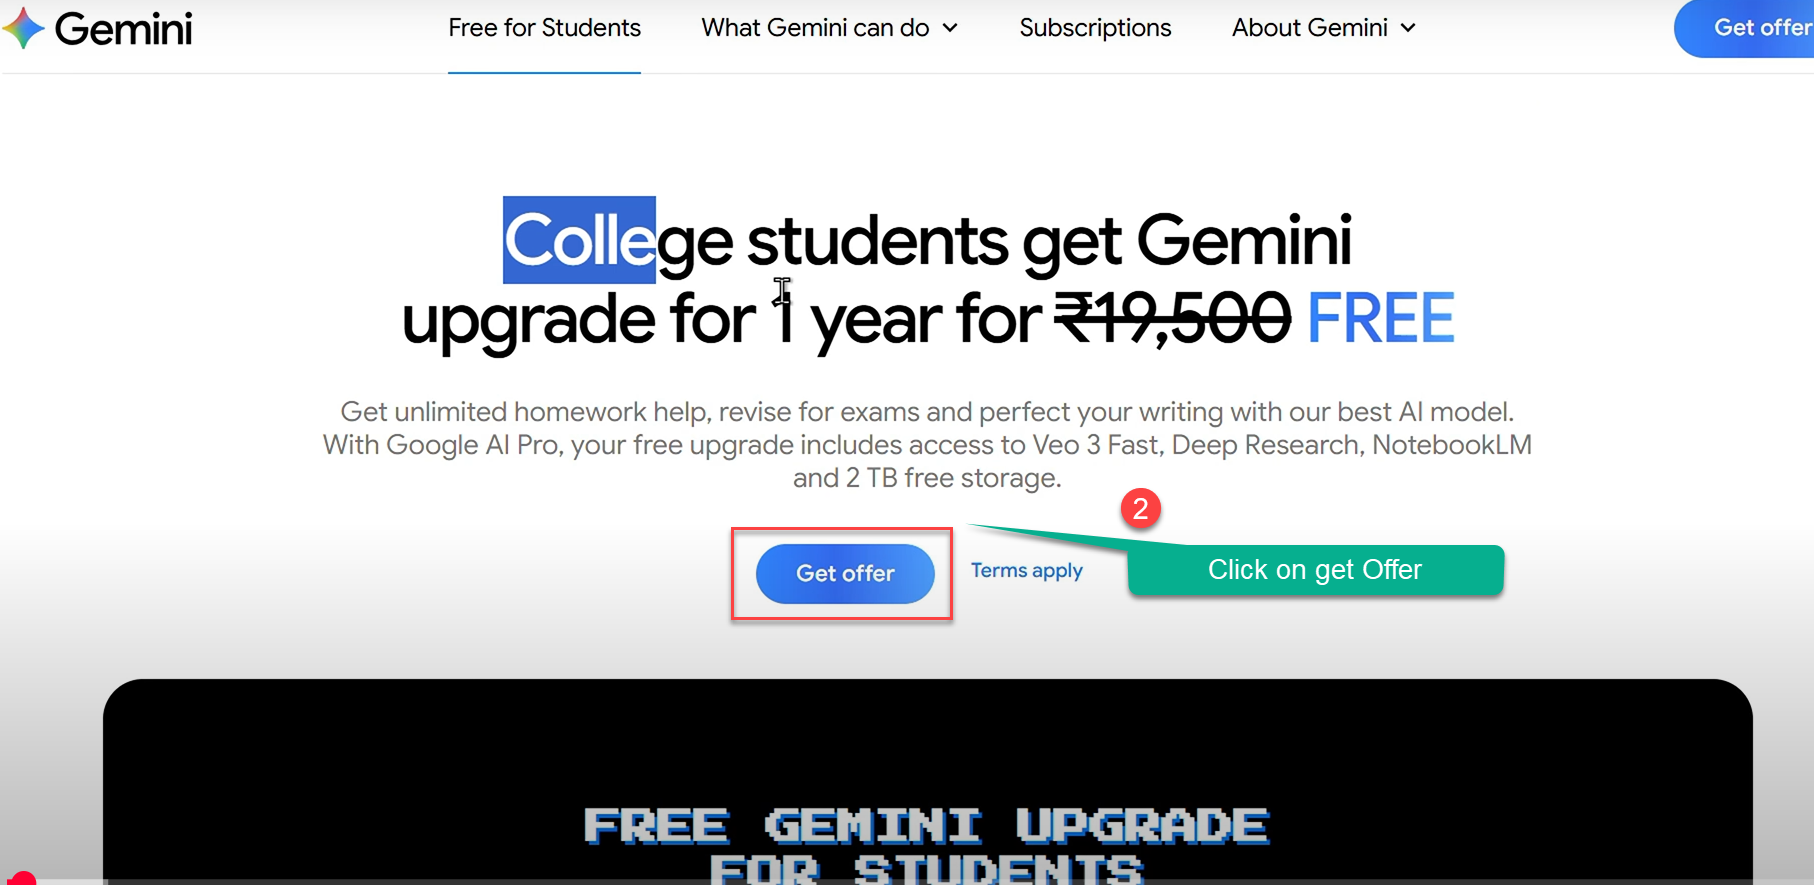 Gemini
Free for Students
What Gemini can do
Subscriptions
About Gemini
Get offer
College students get Gemini
upgrade for 1 year for ₹19,500 FREE
Get unlimited homework help, revise for exams and perfect your writing with our best AI model.
With Google AI Pro, your free upgrade includes access to Veo 3 Fast, Deep Research, NotebookLM
and 2 TB free storage.
2
Get offer
Terms apply
Click on get Offer
FREE GEMINI UPGRADE
FOR STUDENTS